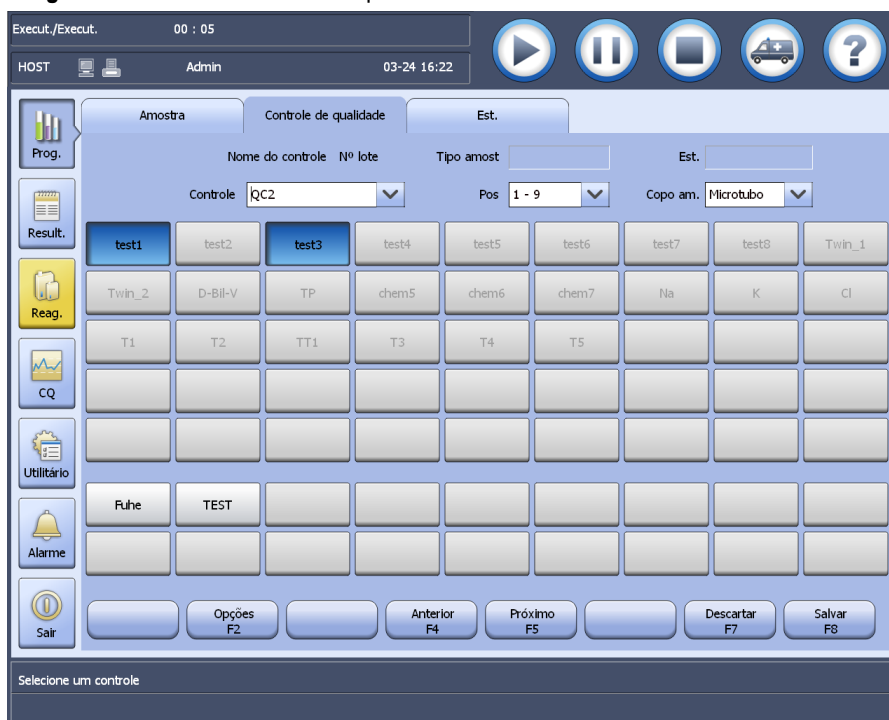 Execut./Execut. 00 : 05
HOST Admin 03-24 16:22
Prog.
Result.
Reag.
CQ
Utilitário
Alarme
Sair
Amostra Controle de qualidade Est.
Nome do controle Nº lote Tipo amost Est.
Controle QC2 Pos 1 - 9 Copo am. Microtubo
test1 test2 test3 test4 test5 test6 test7 test8 Twin_1
Twin_2 D-Bil-V TP chem5 chem6 chem7 Na K Cl
T1 T2 TT1 T3 T4 T5
Fuhe TEST
Opções F2 Anterior F4 Próximo F5 Descartar F7 Salvar F8
Selecione um controle